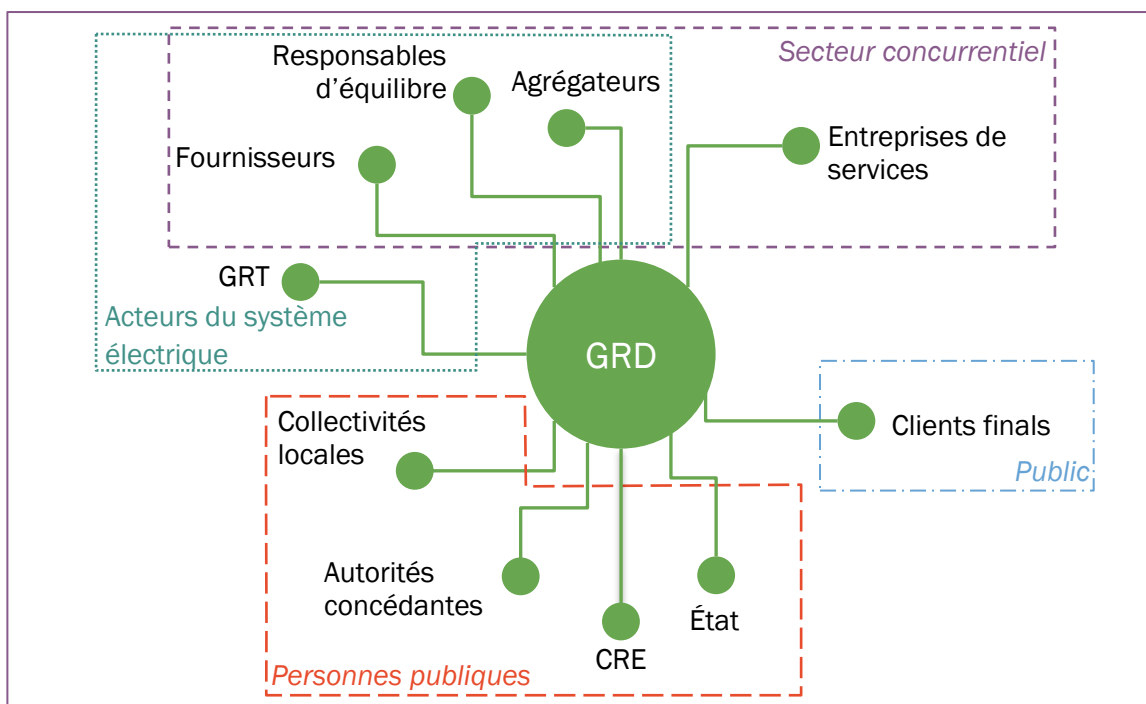 Secteur concurrentiel
Responsables
d'équilibre
Agrégateurs
Entreprises de
services
Fournisseurs
GRT
Acteurs du système
électrique
GRD
Collectivités
locales
Clients finals
Public
Autorités
concédantes
État
CRE
Personnes publiques